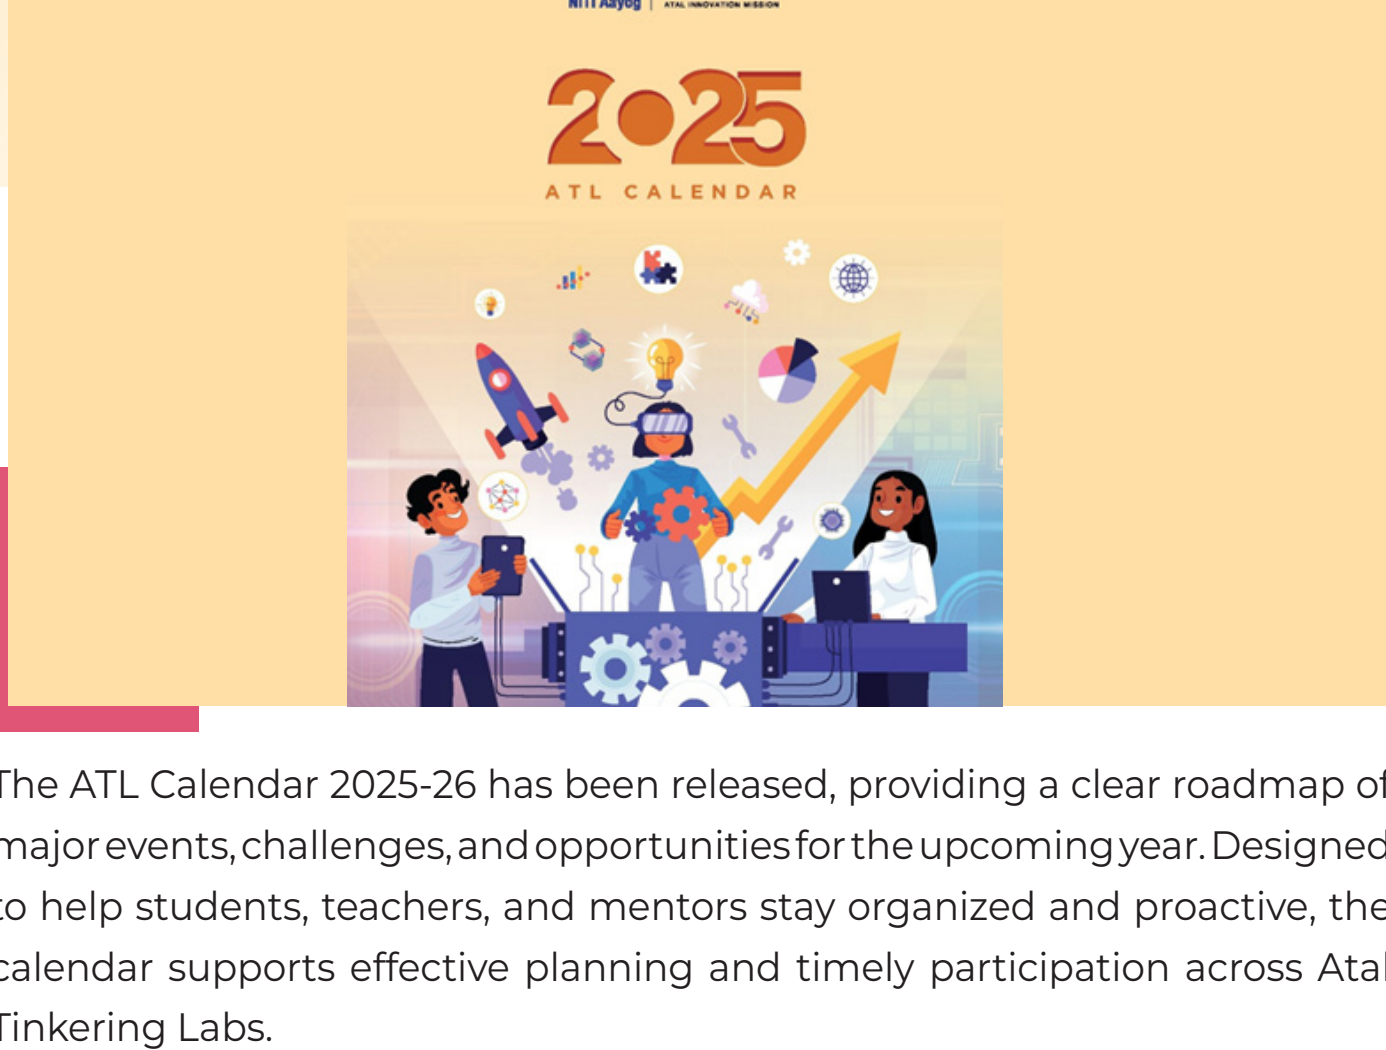 NITI Aayog | ATAL INNOVATION MISSION
2025
ATL CALENDAR
The ATL Calendar 2025-26 has been released, providing a clear roadmap of
major events, challenges, and opportunities for the upcoming year. Designed
to help students, teachers, and mentors stay organized and proactive, the
calendar supports effective planning and timely participation across Atal
Tinkering Labs.